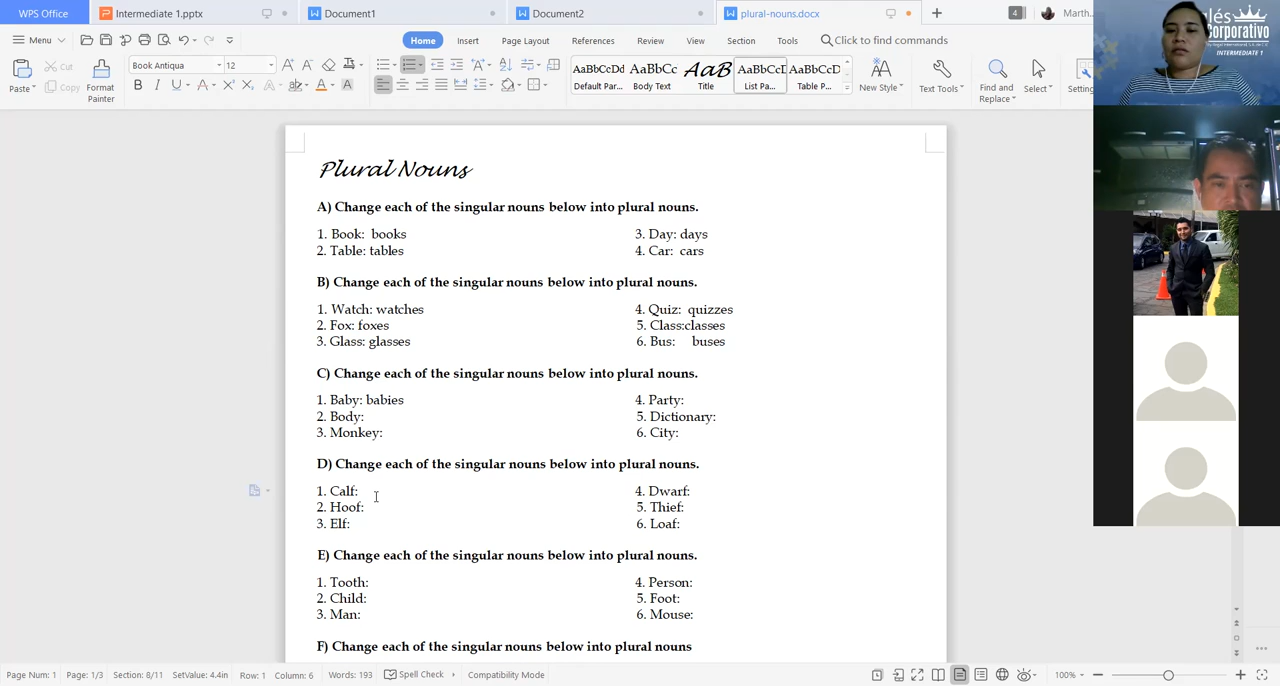 WPS Office
Intermediate 1.pptx
Document1
Document2
plural-nouns.docx
4
Marth...
Menu
Home
Insert
Layout
References
Review
View
Section
Tools
Click to find commands
Paste
Cut
Copy
Format
Painter
Book Antiqua
12
AaBbCcDd
Default Par...
AaBbCc
Body Text
AaB
Title
AaBbCcD
List Pa...
AaBbCcD
Table P...
New Style
Text Tools
Find and
Replace
Select
Setting
Corporativo
INTERMEDIATE 1
Plural Nouns
A) Change each of the singular nouns below into plural nouns.
1. Book: books
3. Day: days
2. Table: tables
4. Car: cars
B) Change each of the singular nouns below into plural nouns.
1. Watch: watches
4. Quiz: quizzes
2. Fox: foxes
5. Class:classes
3. Glass: glasses
6. Bus: buses
C) Change each of the singular nouns below into plural nouns.
1. Baby: babies
4. Party:
2. Body:
5. Dictionary:
3. Monkey:
6. City:
D) Change each of the singular nouns below into plural nouns.
1. Calf:
4. Dwarf:
2. Hoof:
5. Thief:
3. Elf:
6. Loaf:
E) Change each of the singular nouns below into plural nouns.
1. Tooth:
4. Person:
2. Child:
5. Foot:
3. Man:
6. Mouse:
F) Change each of the singular nouns below into plural nouns
Page Num: 1
Page: 1/3
Section: 8/11
SetValue: 4.4in
Row: 1
Column: 6
Words: 193
Spell Check
Compatibility Mode
100%